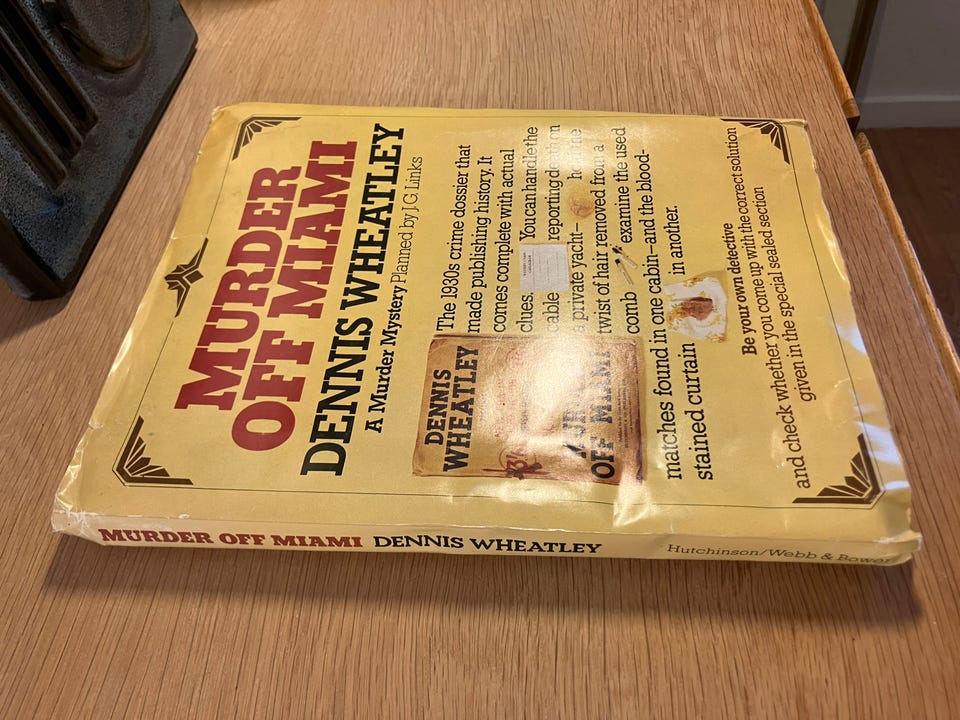 MURDER
OFF MIAMI
DENNIS WHEATLEY
A Murder Mystery Planned by J.G. Links
The 1930s crime dossier that
made publishing history. It
comes complete with actual
clues. You can handle the
cable reporting death on
a private yacht–
twist of hair removed from a
comb examine the used
matches found in one cabin–and the blood-
stained curtain in another.
DENNIS
WHEATLEY
OFF MIAMI
Be your own detective
and check whether you come up with the correct solution
given in the special sealed section
MURDER OFF MIAMI DENNIS WHEATLEY Hutchinson/Webb & Bower